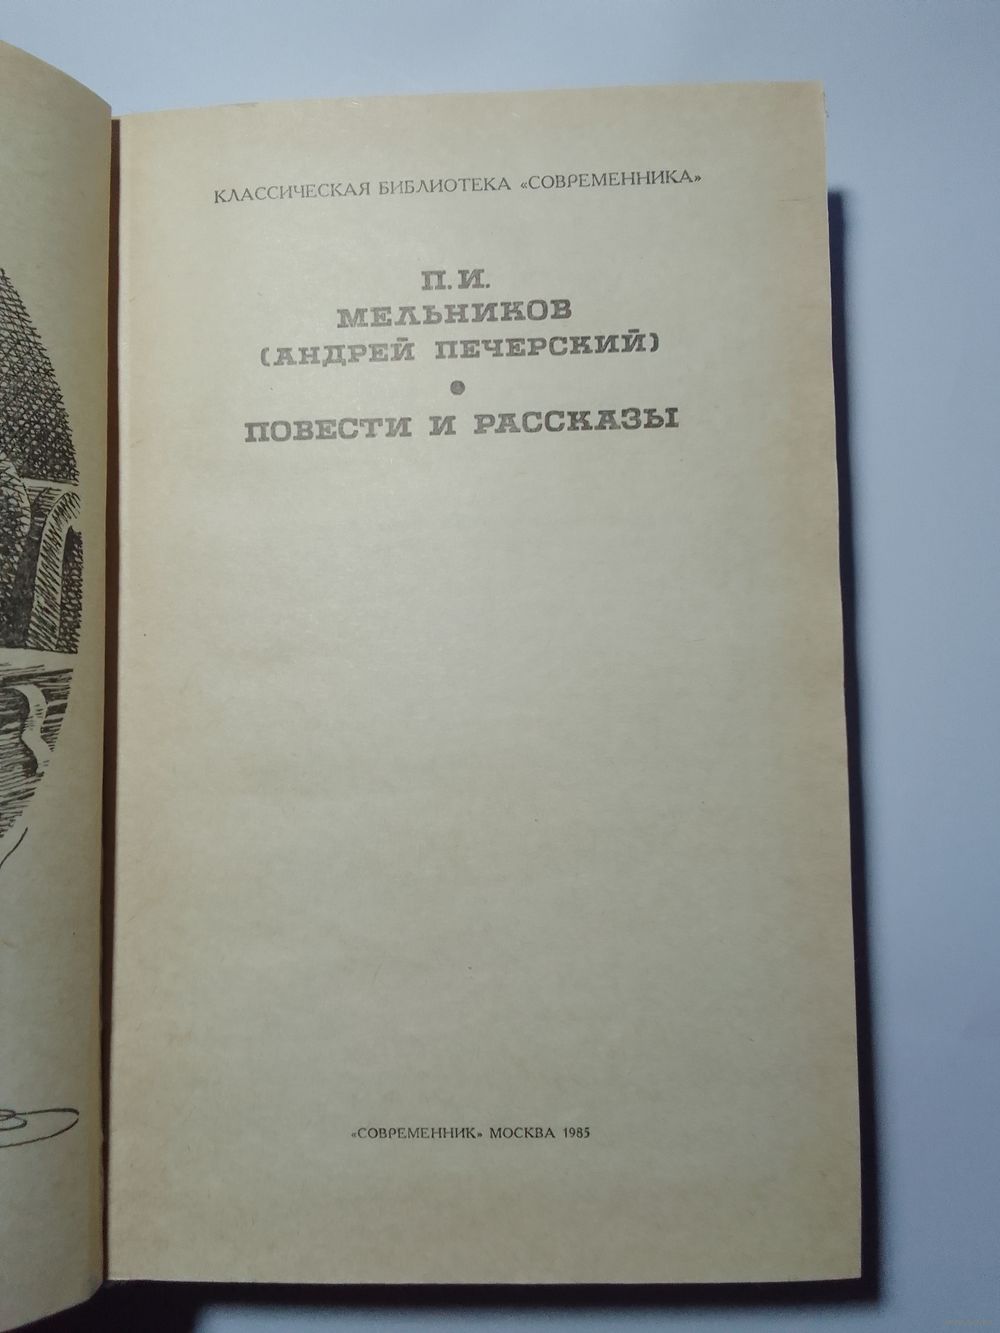 КЛАССИЧЕСКАЯ БИБЛИОТЕКА «СОВРЕМЕННИКА»
П. И.
МЕЛЬНИКОВ
(АНДРЕЙ ПЕЧЕРСКИЙ)
ПОВЕСТИ И РАССКАЗЫ
«СОВРЕМЕННИК» МОСКВА 1985